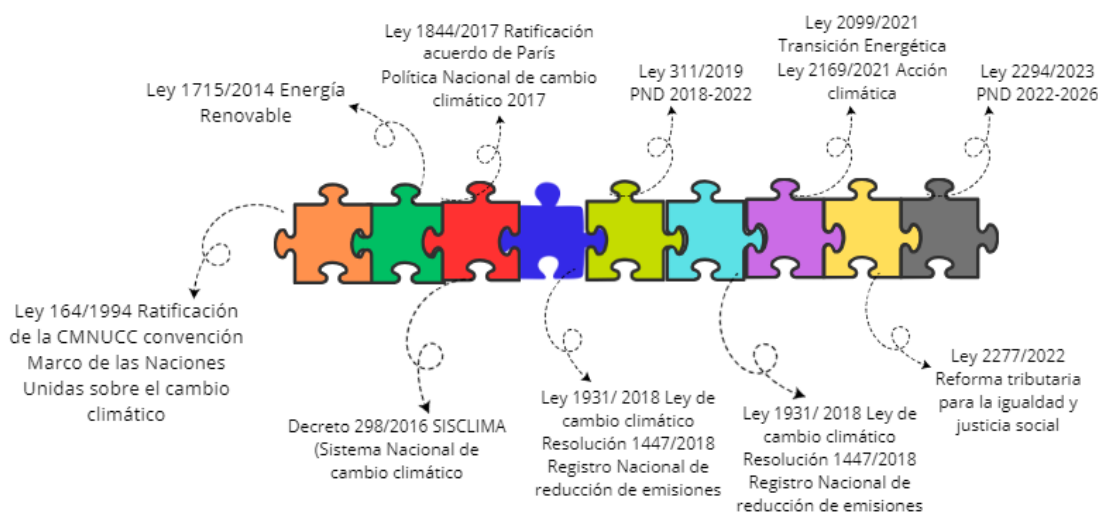 Ley 164/1994 Ratificación
de la CMNUCC convención
Marco de las Naciones
Unidas sobre el cambio
climático
Ley 1715/2014 Energía
Renovable
Ley 1844/2017 Ratificación
acuerdo de París
Política Nacional de cambio
climático 2017
Decreto 298/2016 SISCLIMA
(Sistema Nacional de
cambio climático
Ley 1931/ 2018 Ley de
cambio climático
Resolución 1447/2018
Registro Nacional de
reducción de emisiones
Ley 311/2019
PND 2018-2022
Ley 1931/ 2018 Ley de
cambio climático
Resolución 1447/2018
Registro Nacional de
reducción de emisiones
Ley 2099/2021
Transición Energética
Ley 2169/2021 Acción
climática
Ley 2277/2022
Reforma tributaria
para la igualdad y
justicia social
Ley 2294/2023
PND 2022-2026